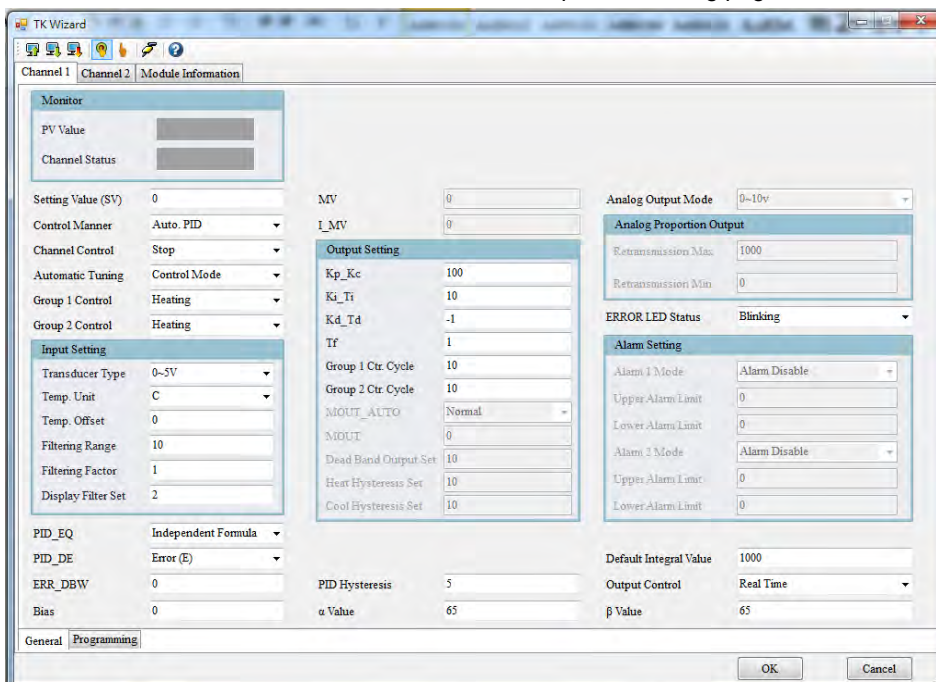 TK Wizard
Channel 1 Channel 2 Module Information
Monitor
PV Value
Channel Status
Setting Value (SV) 0 MV 0 Analog Output Mode 0~10v
Control Manner Auto. PID I_MV 0 Analog Proportion Output
Channel Control Stop Output Setting Retransmission Max 1000
Automatic Tuning Control Mode Kp_Kc 100 Retransmission Min 0
Group 1 Control Heating Ki_Ti 10
Group 2 Control Heating Kd_Td -1 ERROR LED Status Blinking
Input Setting Tf 1 Alarm Setting
Transducer Type 0~5V Group 1 Ctr. Cycle 10 Alarm 1 Mode Alarm Disable
Temp. Unit C Group 2 Ctr. Cycle 10 Upper Alarm Limit 0
Temp. Offset 0 MOUT_AUTO Normal Lower Alarm Limit 0
Filtering Range 10 MOUT 0 Alarm 2 Mode Alarm Disable
Filtering Factor 1 Dead Band Output Set 10
Heat Hysteresis Set 10 Upper Alarm Limit 0
Display Filter Set 2 Cool Hysteresis Set 10 Lower Alarm Limit 0
PID_EQ Independent Formula
PID_DE Error (E) Default Integral Value 1000
ERR_DBW 0 PID Hysteresis 5 Output Control Real Time
Bias 0 α Value 65 β Value 65
General Programming
OK Cancel